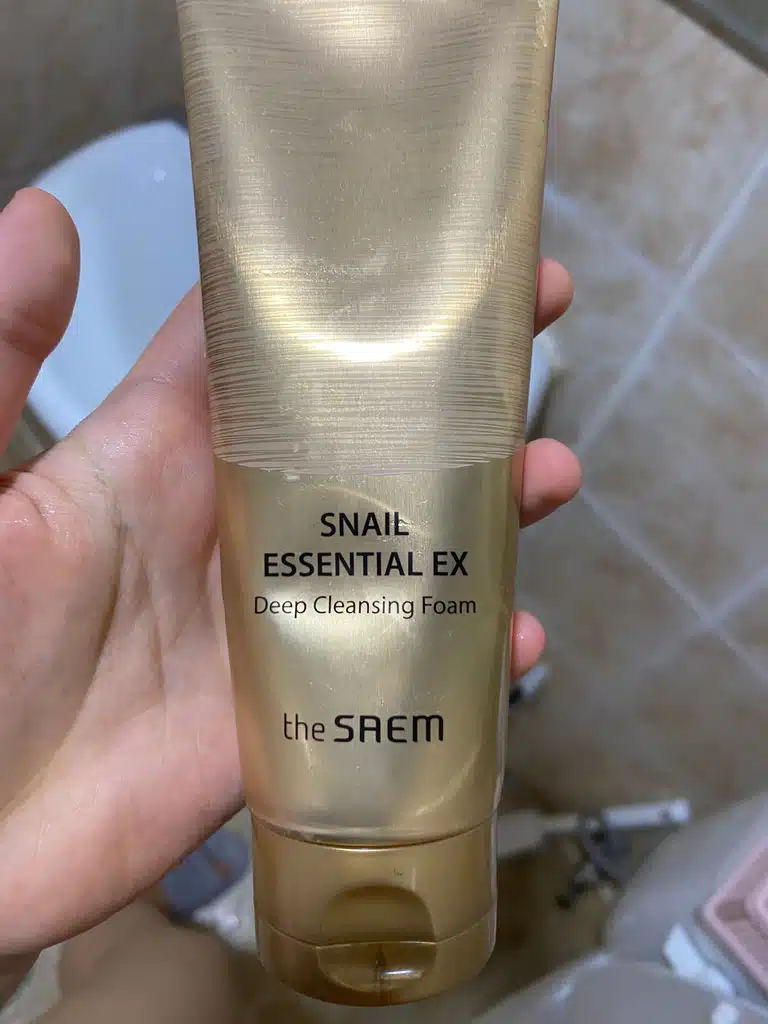 SNAIL
ESSENTIAL EX
Deep Cleansing Foam
the SAEM